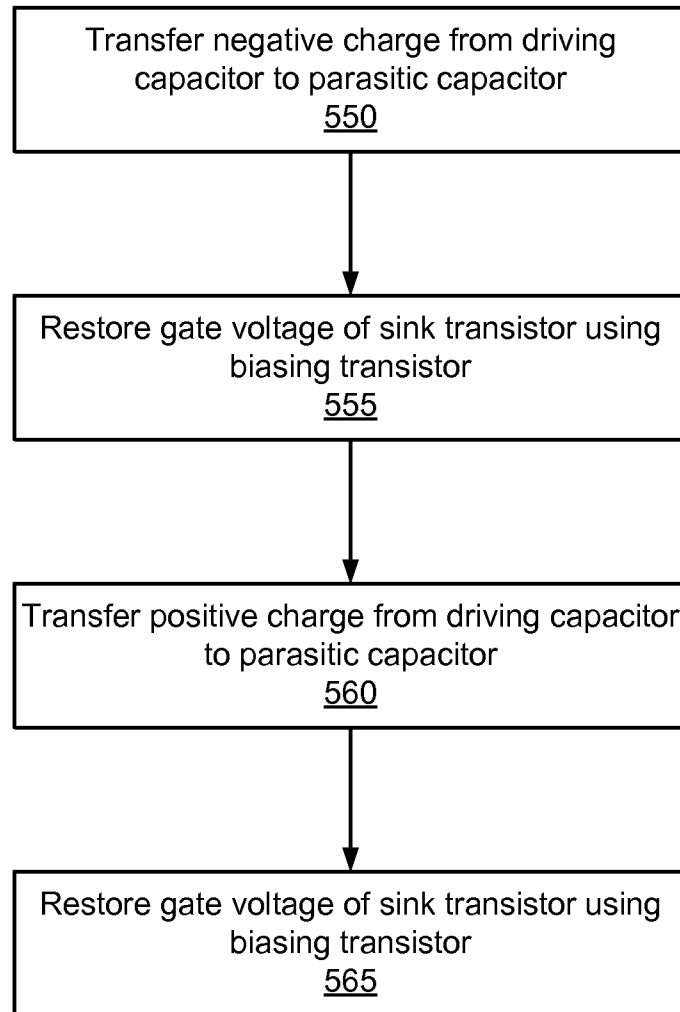 Transfer negative charge from driving
capacitor to parasitic capacitor
550
Restore gate voltage of sink transistor using
biasing transistor
555
Transfer positive charge from driving capacitor
to parasitic capacitor
560
Restore gate voltage of sink transistor using
biasing transistor
565